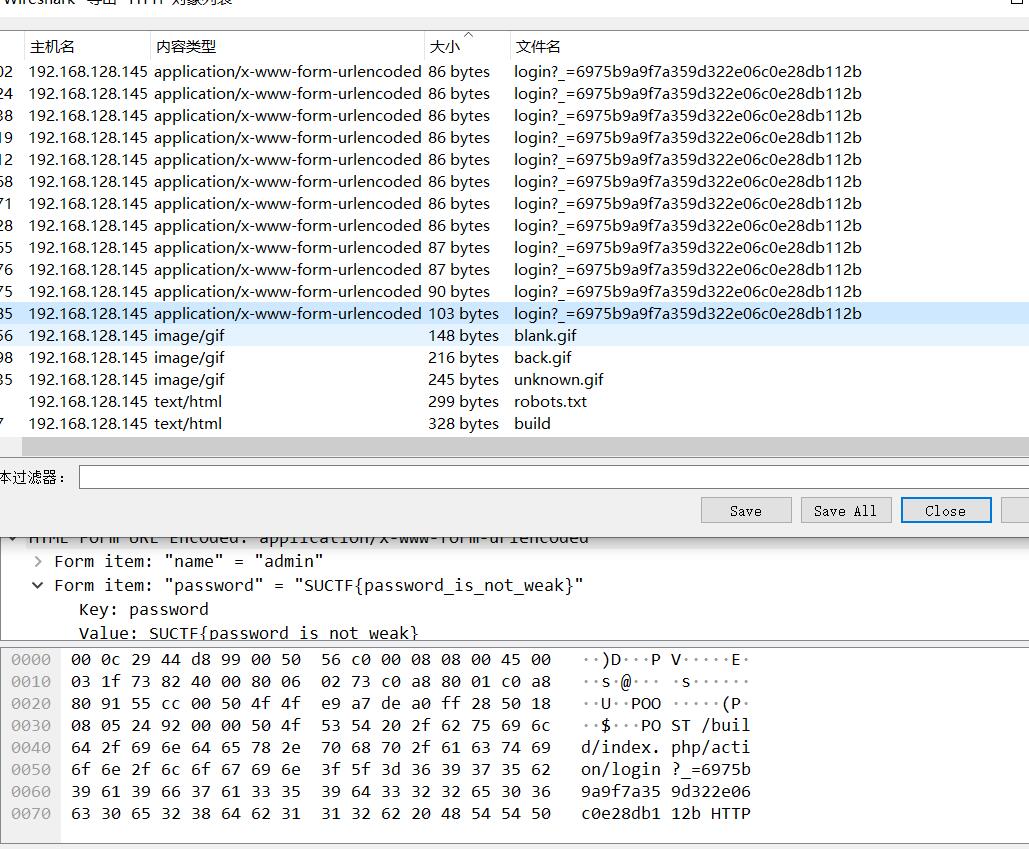 主机名 内容类型 大小 文件名
02 192.168.128.145 application/x-www-form-urlencoded 86 bytes login?_=6975b9a9f7a359d322e06c0e28db112b
24 192.168.128.145 application/x-www-form-urlencoded 86 bytes login?_=6975b9a9f7a359d322e06c0e28db112b
38 192.168.128.145 application/x-www-form-urlencoded 86 bytes login?_=6975b9a9f7a359d322e06c0e28db112b
19 192.168.128.145 application/x-www-form-urlencoded 86 bytes login?_=6975b9a9f7a359d322e06c0e28db112b
12 192.168.128.145 application/x-www-form-urlencoded 86 bytes login?_=6975b9a9f7a359d322e06c0e28db112b
58 192.168.128.145 application/x-www-form-urlencoded 86 bytes login?_=6975b9a9f7a359d322e06c0e28db112b
71 192.168.128.145 application/x-www-form-urlencoded 86 bytes login?_=6975b9a9f7a359d322e06c0e28db112b
28 192.168.128.145 application/x-www-form-urlencoded 86 bytes login?_=6975b9a9f7a359d322e06c0e28db112b
55 192.168.128.145 application/x-www-form-urlencoded 87 bytes login?_=6975b9a9f7a359d322e06c0e28db112b
76 192.168.128.145 application/x-www-form-urlencoded 87 bytes login?_=6975b9a9f7a359d322e06c0e28db112b
75 192.168.128.145 application/x-www-form-urlencoded 90 bytes login?_=6975b9a9f7a359d322e06c0e28db112b
35 192.168.128.145 application/x-www-form-urlencoded 103 bytes login?_=6975b9a9f7a359d322e06c0e28db112b
56 192.168.128.145 image/gif 148 bytes blank.gif
98 192.168.128.145 image/gif 216 bytes back.gif
35 192.168.128.145 image/gif 245 bytes unknown.gif
192.168.128.145 text/html 299 bytes robots.txt
7 192.168.128.145 text/html 328 bytes build
本过滤器：
Save Save All Close
HTML Form URL Encoded: application/x-www-form-urlencoded
Form item: "name" = "admin"
Form item: "password" = "SUCTF{password_is_not_weak}"
Key: password
Value: SUCTF{password_is_not_weak}
0000 00 0c 29 44 d8 99 00 50 56 c0 00 08 08 00 45 00 ··)D···P V·····E·
0010 03 1f 73 82 40 00 80 06 02 73 c0 a8 80 01 c0 a8 ··s·@··· ·s······
0020 80 91 55 cc 00 50 4f 4f e9 a7 de a0 ff 28 50 18 ··U··POO ·····(P·
0030 08 05 24 92 00 00 50 4f 53 54 20 2f 62 75 69 6c ··$···PO ST /buil
0040 64 2f 69 6e 64 65 78 2e 70 68 70 2f 61 63 74 69 d/index. php/acti
0050 6f 6e 2f 6c 6f 67 69 6e 3f 5f 3d 36 39 37 35 62 on/login ?_=6975b
0060 39 61 39 66 37 61 33 35 39 64 33 32 32 65 30 36 9a9f7a35 9d322e06
0070 63 30 65 32 38 64 62 31 31 32 62 20 48 54 54 50 c0e28db1 12b HTTP